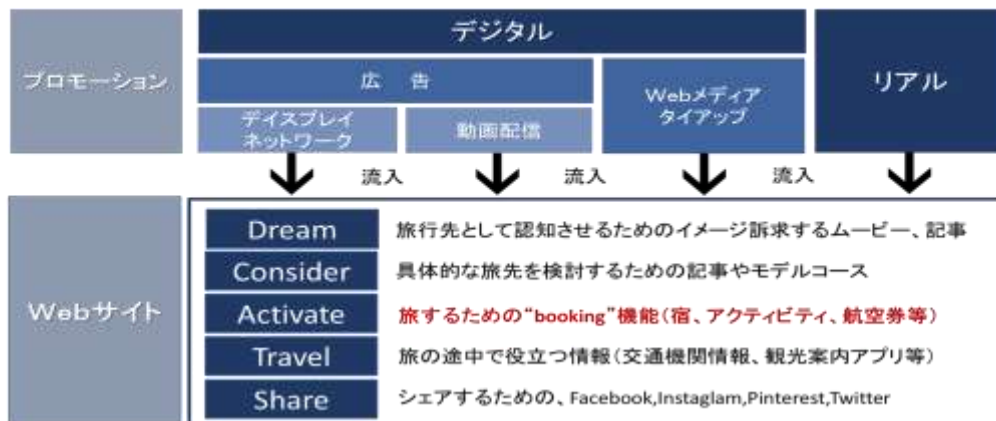 プロモーション
デジタル
リアル
広 告
Webメディア
タイアップ
デイスプレイ
ネットワーク
動画配信
流入
流入
流入
Webサイト
Dream
旅行先として認知させるためのイメージ訴求するムービー、記事
Consider
具体的な旅先を検討するための記事やモデルコース
Activate
旅するための“booking”機能(宿、アクティビティ、航空券等)
Travel
旅の途中で役立つ情報(交通機関情報、観光案内アプリ等)
Share
シェアするための、Facebook,Instaglam,Pinterest,Twitter